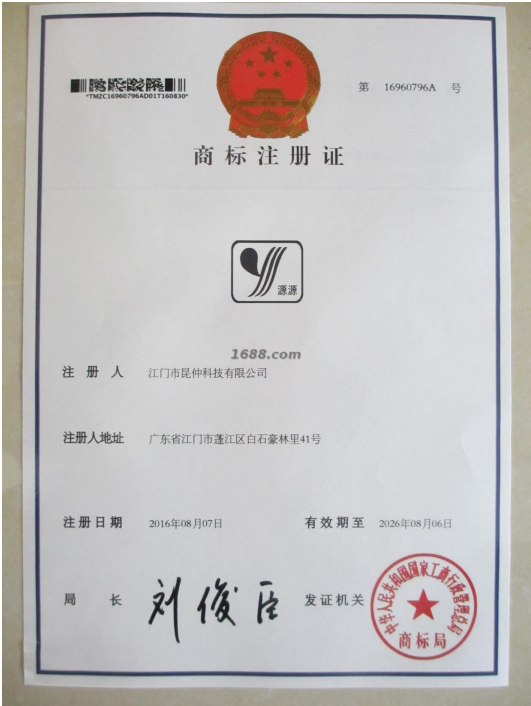 *TMZC16960796AD01T160830*
第 16960796A 号
商标注册证
源源
1688.com
注册人 江门市昆仲科技有限公司
注册人地址 广东省江门市蓬江区白石豪林里41号
注册日期 2016年08月07日 有效期至 2026年08月06日
局长 刘俊臣 发证机关
中华人民共和国国家工商行政管理总局
商标局